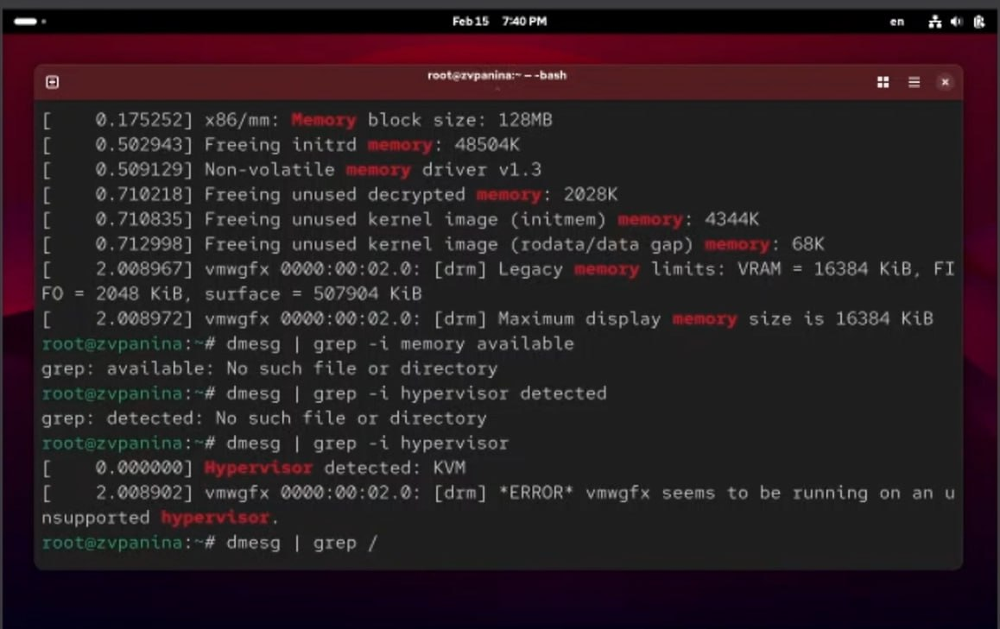 Feb 15 7:40 PM
en
root@zvpanina:~ — -bash
[    0.175252] x86/mm: Memory block size: 128MB
[    0.502943] Freeing initrd memory: 48504K
[    0.509129] Non-volatile memory driver v1.3
[    0.710218] Freeing unused decrypted memory: 2028K
[    0.710835] Freeing unused kernel image (initmem) memory: 4344K
[    0.712998] Freeing unused kernel image (rodata/data gap) memory: 68K
[    2.008967] vmwgfx 0000:00:02.0: [drm] Legacy memory limits: VRAM = 16384 KiB, FI
FO = 2048 KiB, surface = 507904 KiB
[    2.008972] vmwgfx 0000:00:02.0: [drm] Maximum display memory size is 16384 KiB
root@zvpanina:~# dmesg | grep -i memory available
grep: available: No such file or directory
root@zvpanina:~# dmesg | grep -i hypervisor detected
grep: detected: No such file or directory
root@zvpanina:~# dmesg | grep -i hypervisor
[    0.000000] Hypervisor detected: KVM
[    2.008902] vmwgfx 0000:00:02.0: [drm] *ERROR* vmwgfx seems to be running on an u
nsupported hypervisor.
root@zvpanina:~# dmesg | grep /